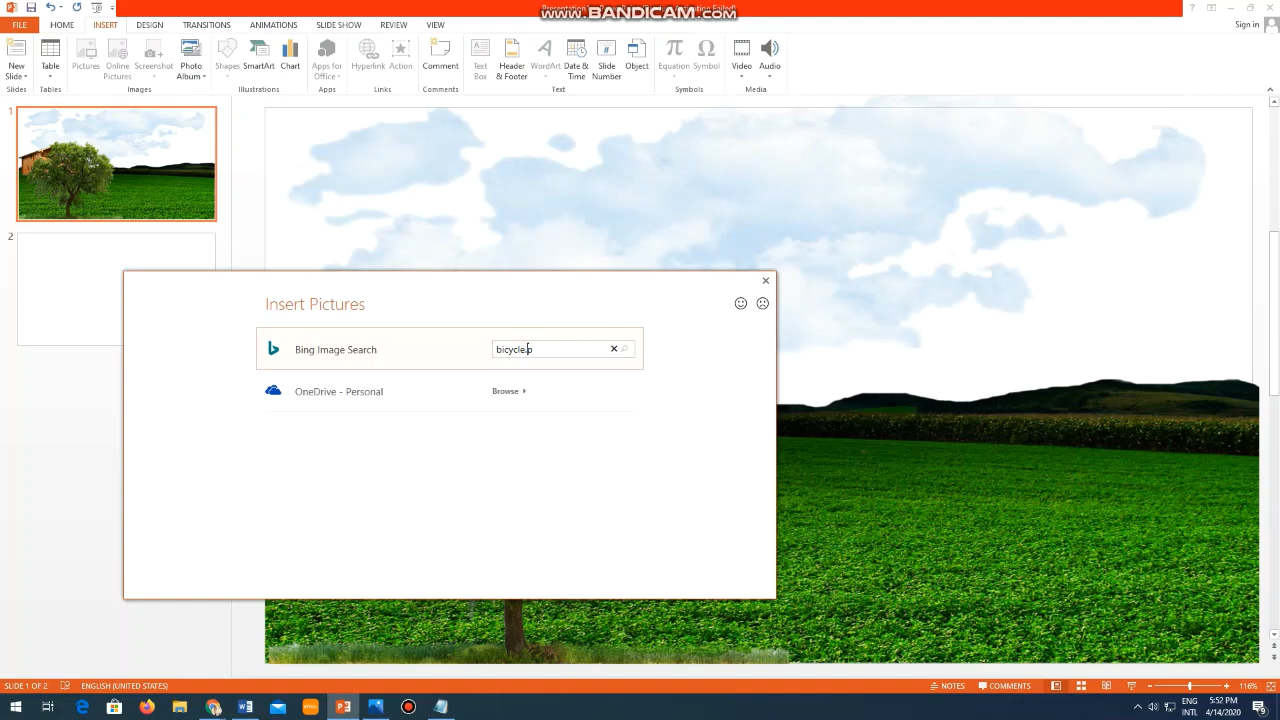 www.BANDICAM.com
FILE HOME INSERT DESIGN TRANSITIONS ANIMATIONS SLIDE SHOW REVIEW VIEW Sign in
New Slide
Table
Pictures
Online Pictures
Screenshot
Photo Album
Shapes
SmartArt
Chart
Apps for Office
Hyperlink
Action
Comment
Text Box
Header & Footer
WordArt
Date & Time
Slide Number
Object
Equation
Symbol
Video
Audio
Slides Tables Images Illustrations Apps Links Comments Text Symbols Media
1
2
Insert Pictures
Bing Image Search bicycle.p
OneDrive - Personal Browse
SLIDE 1 OF 2 ENGLISH (UNITED STATES) NOTES COMMENTS 116%
ENG 5:52 PM
INTL 4/14/2020